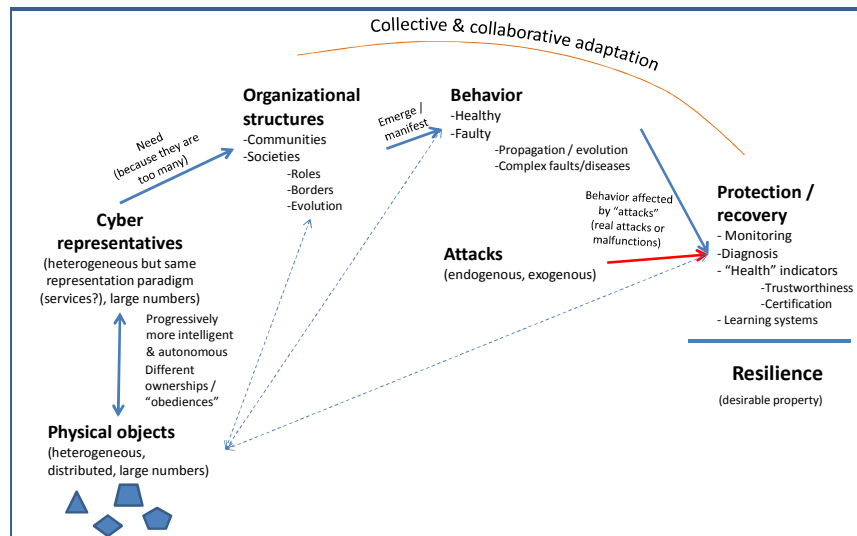 Collective & collaborative adaptation
Organizational
structures
-Communities
-Societies
-Roles
-Borders
-Evolution
Emerge /
manifest
Behavior
-Healthy
-Faulty
-Propagation / evolution
-Complex faults/diseases
Need
(because they are
too many)
Behavior affected
by “attacks”
(real attacks or
malfunctions)
Protection /
recovery
- Monitoring
-Diagnosis
- “Health” indicators
-Trustworthiness
-Certification
- Learning systems
Cyber
representatives
(heterogeneous but same
representation paradigm
(services?), large numbers)
Attacks
(endogenous, exogenous)
Progressively
more intelligent
& autonomous
Different
ownerships /
“obediences”
Resilience
(desirable property)
Physical objects
(heterogeneous,
distributed, large numbers)